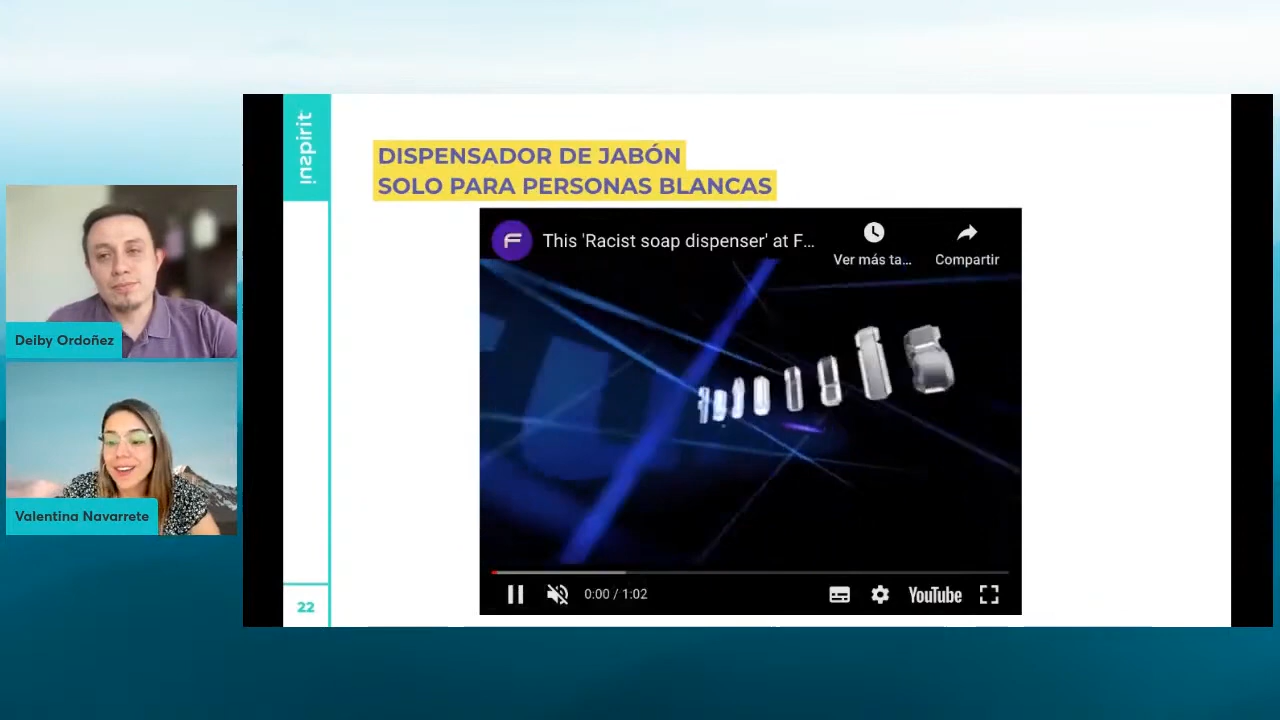 inspirit
DISPENSADOR DE JABÓN
SOLO PARA PERSONAS BLANCAS
This 'Racist soap dispenser' at F...
Ver más ta...
Compartir
Deiby Ordoñez
Valentina Navarrete
0:00 / 1:02
YouTube
22